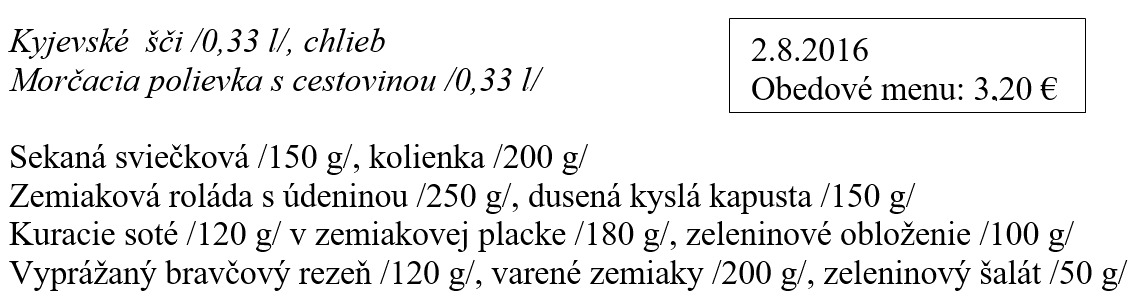 Kyjevské šči /0,33 l/, chlieb
Morčacia polievka s cestovinou /0,33 l/
2.8.2016
Obedové menu: 3,20 €
Sekaná sviečková /150 g/, kolienka /200 g/
Zemiaková roláda s údeninou /250 g/, dusená kyslá kapusta /150 g/
Kuracie soté /120 g/ v zemiakovej placke /180 g/, zeleninové obloženie /100 g/
Vyprážaný bravčový rezeň /120 g/, varené zemiaky /200 g/, zeleninový šalát /50 g/